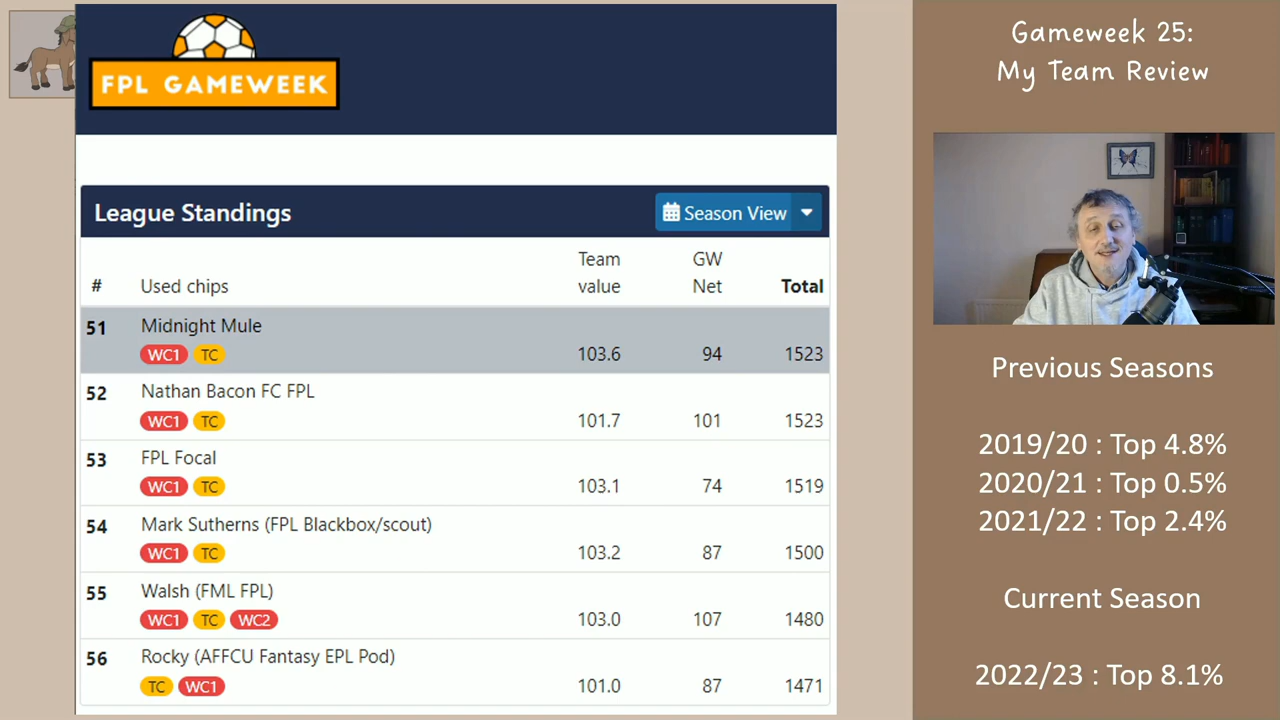 FPL GAMEWEEK
League Standings
Season View
# Used chips Team value GW Net Total
51 Midnight Mule
WC1 TC 103.6 94 1523
52 Nathan Bacon FC FPL
WC1 TC 101.7 101 1523
53 FPL Focal
WC1 TC 103.1 74 1519
54 Mark Sutherns (FPL Blackbox/scout)
WC1 TC 103.2 87 1500
55 Walsh (FML FPL)
WC1 TC WC2 103.0 107 1480
56 Rocky (AFFCU Fantasy EPL Pod)
TC WC1 101.0 87 1471
Gameweek 25:
My Team Review
Previous Seasons
2019/20 : Top 4.8%
2020/21 : Top 0.5%
2021/22 : Top 2.4%
Current Season
2022/23 : Top 8.1%